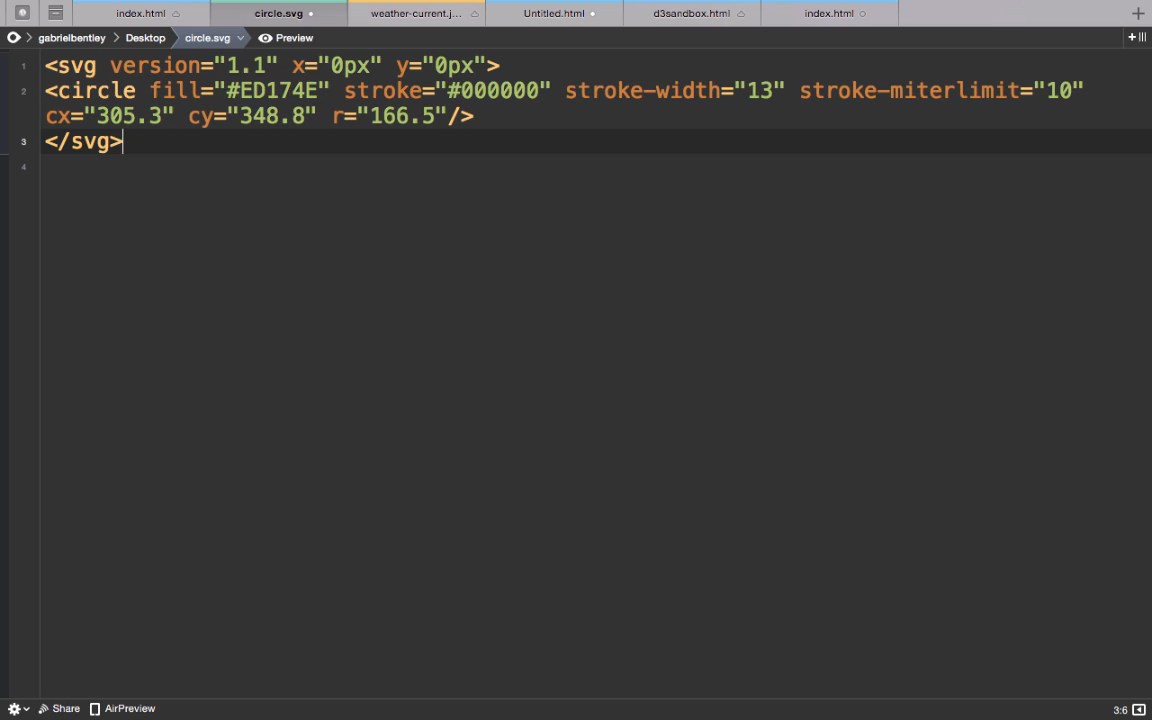 index.html
circle.svg
weather-current.j...
Untitled.html
d3sandbox.html
index.html
gabrielbentley
Desktop
circle.svg
Preview
1 <svg version="1.1" x="0px" y="0px">
2 <circle fill="#ED174E" stroke="#000000" stroke-width="13" stroke-miterlimit="10"
cx="305.3" cy="348.8" r="166.5"/>
3 </svg>
4
Share
AirPreview
3:6